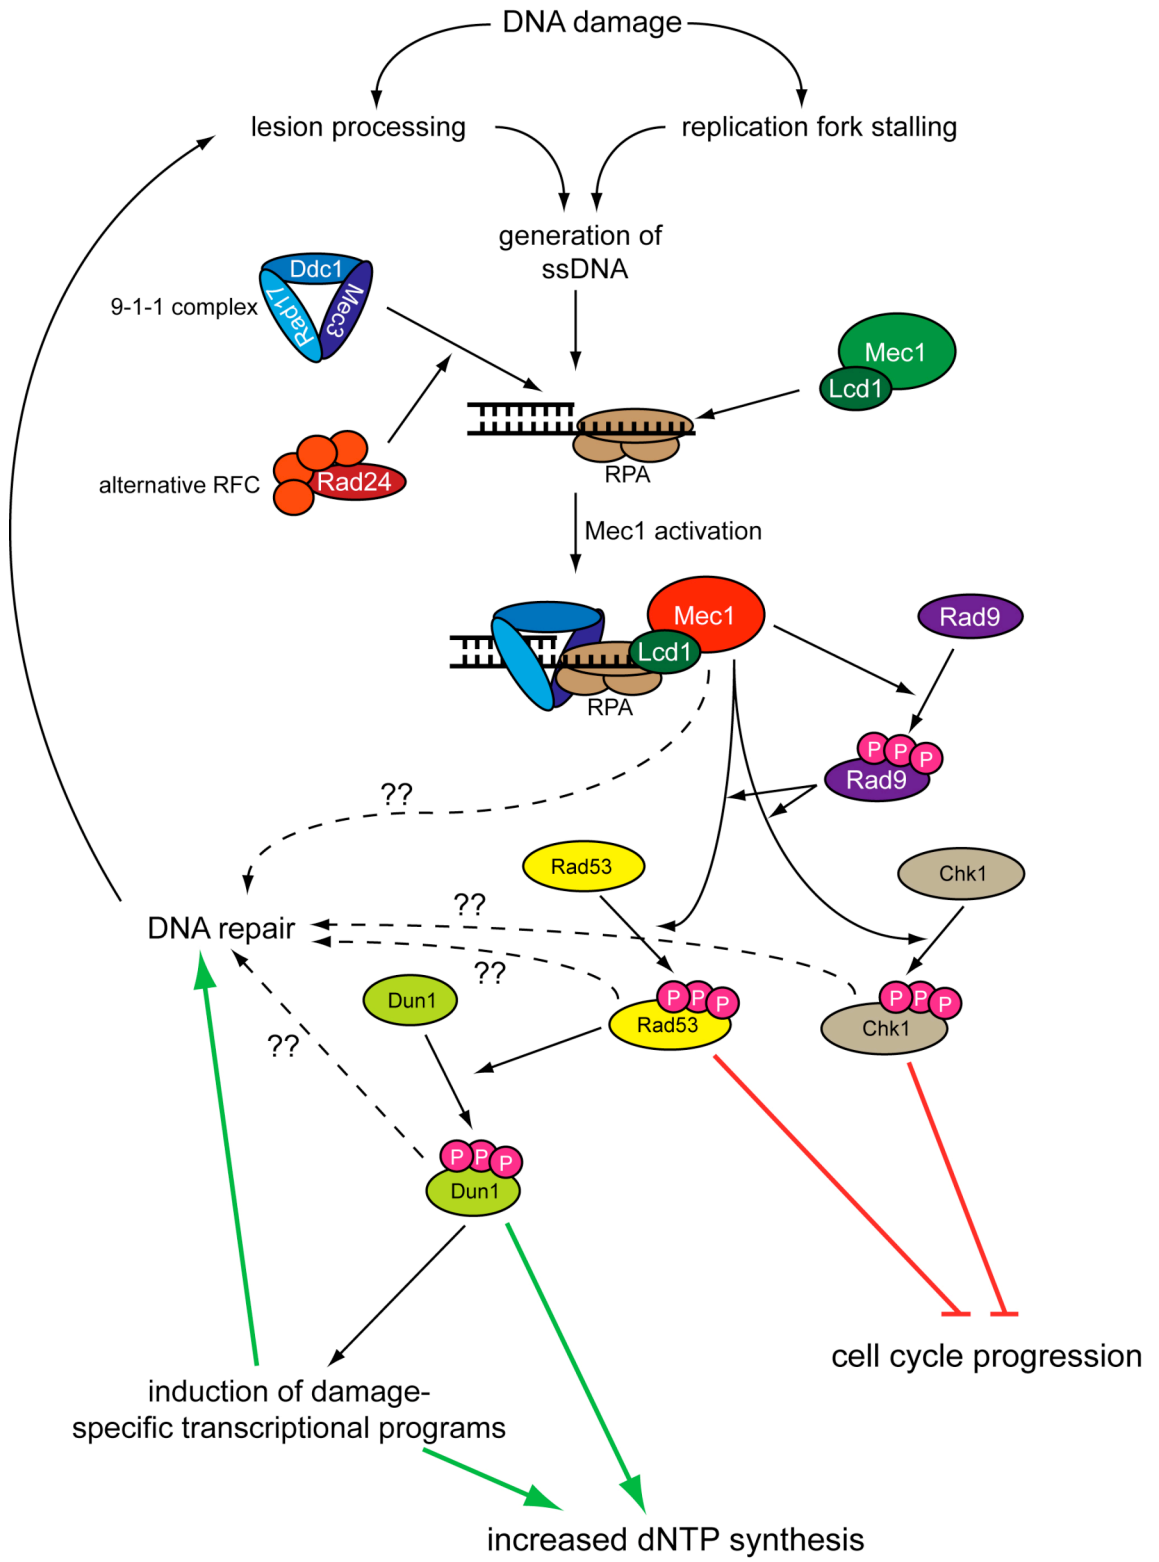 DNA damage
lesion processing
replication fork stalling
generation of
ssDNA
Ddc1
Rad17
Mec3
9-1-1 complex
Mec1
Lcd1
RPA
alternative RFC
Rad24
Mec1 activation
Mec1
Lcd1
RPA
Rad9
P P P
Rad9
??
Rad53
Chk1
??
DNA repair
??
Dun1
P P P
Rad53
P P P
Chk1
??
P P P
Dun1
cell cycle progression
induction of damage-
specific transcriptional programs
increased dNTP synthesis